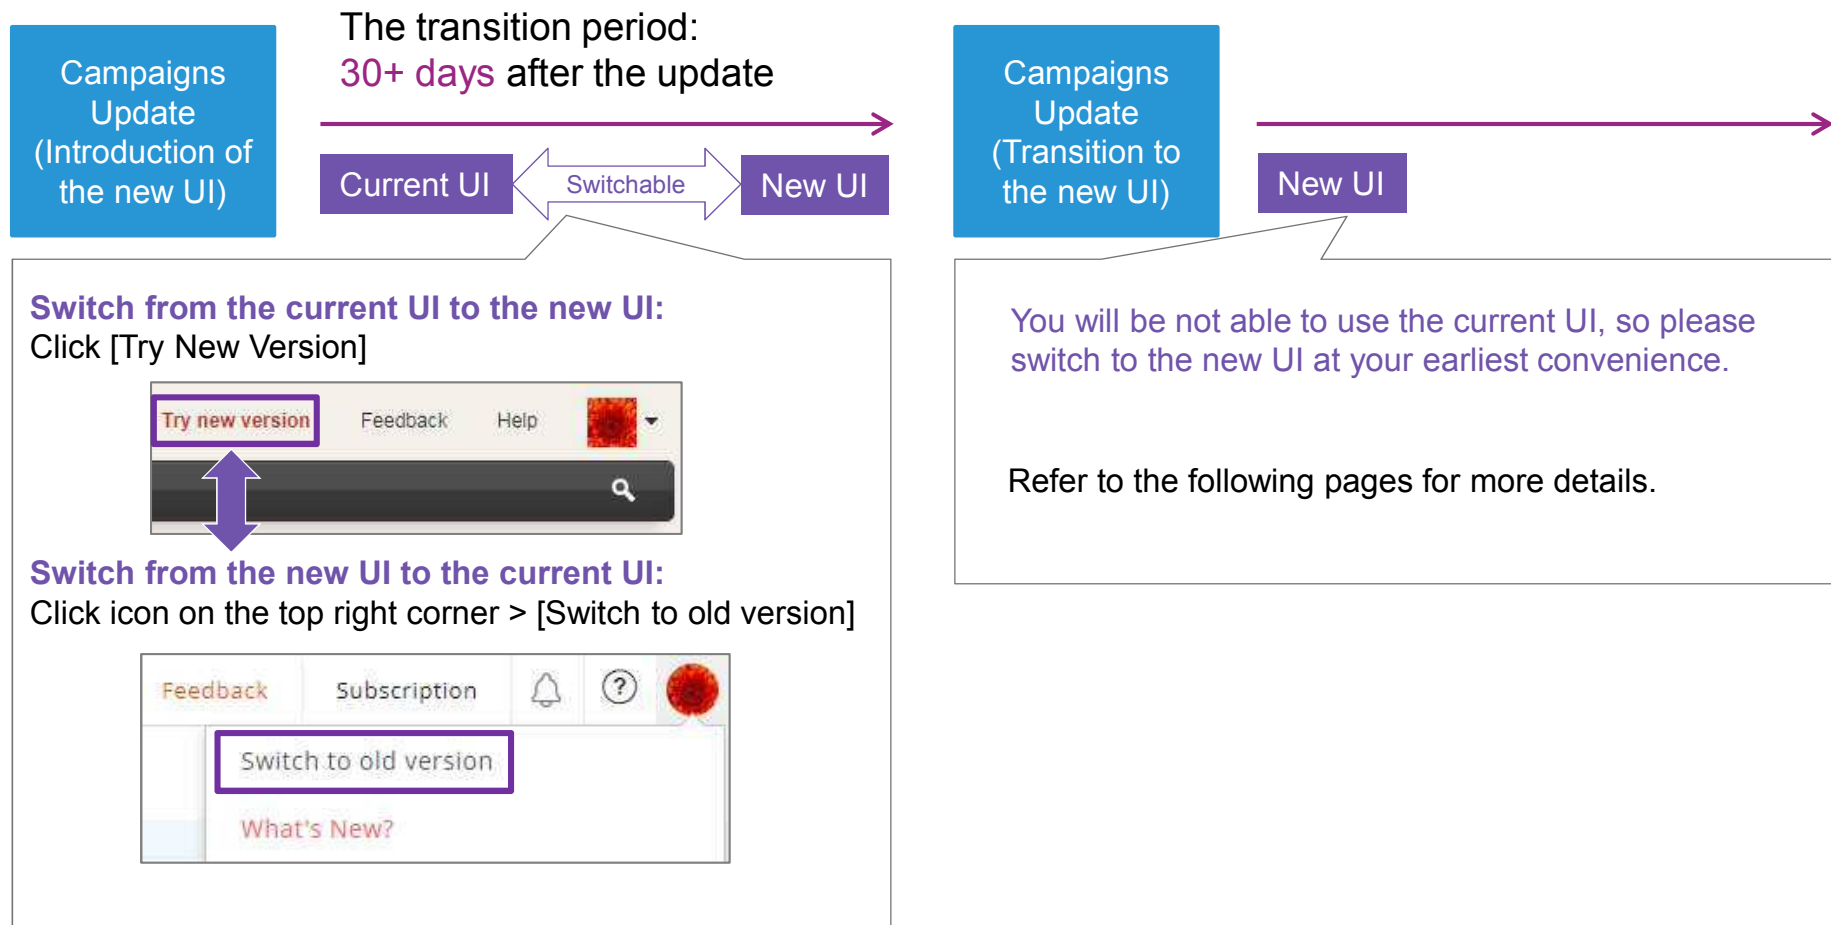 Campaigns
Update
(Introduction of
the new UI)
The transition period:
30+ days after the update
Current UI
Switchable
New UI
Switch from the current UI to the new UI:
Click [Try New Version]
Try new version
Feedback
Help
Switch from the new UI to the current UI:
Click icon on the top right corner > [Switch to old version]
Feedback
Subscription
?
Switch to old version
What's New?
Campaigns
Update
(Transition to
the new UI)
New UI
You will be not able to use the current UI, so please
switch to the new UI at your earliest convenience.
Refer to the following pages for more details.